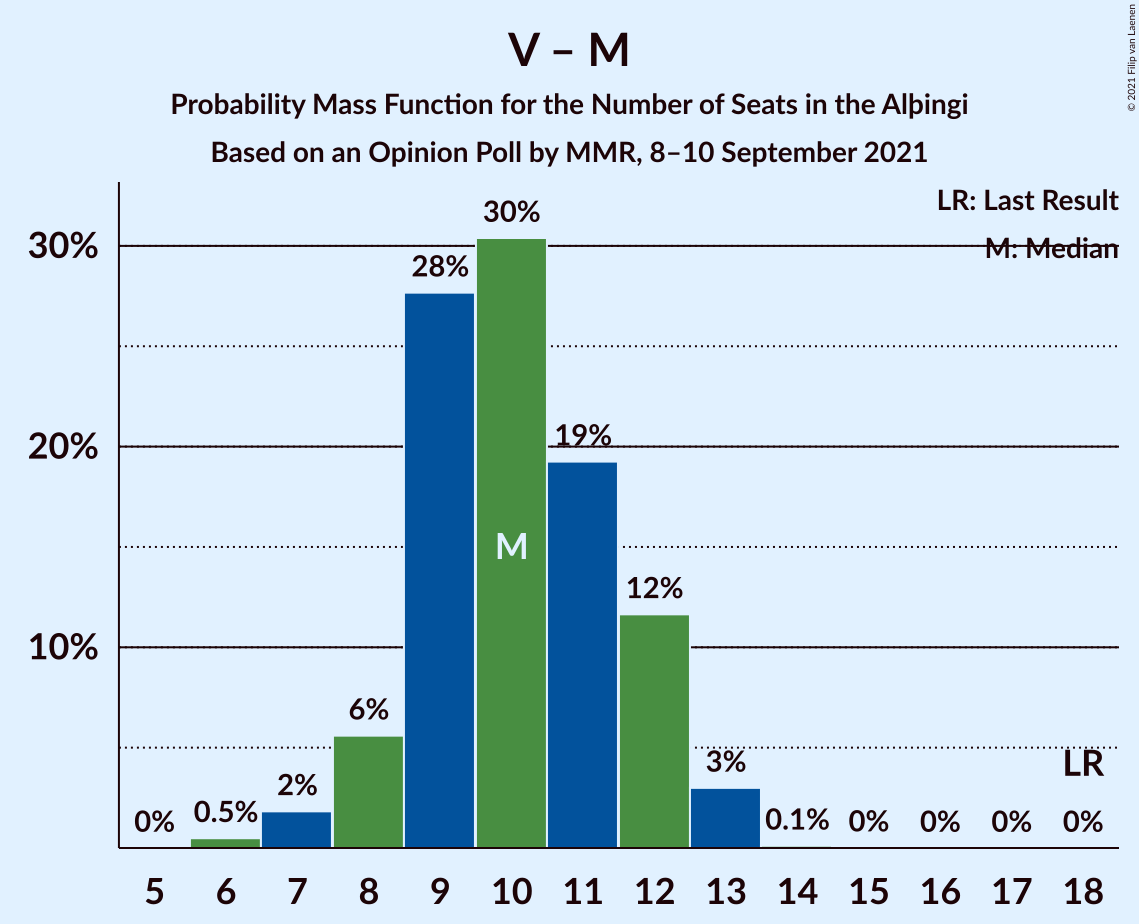 V – M
Probability Mass Function for the Number of Seats in the Alþingi
Based on an Opinion Poll by MMR, 8–10 September 2021
© 2021 Filip van Laenen
LR: Last Result
M: Median
30%
20%
10%
0%
0.5%
2%
6%
28%
30%
19%
12%
3%
0.1%
0%
0%
0%
0%
M
LR
5 6 7 8 9 10 11 12 13 14 15 16 17 18